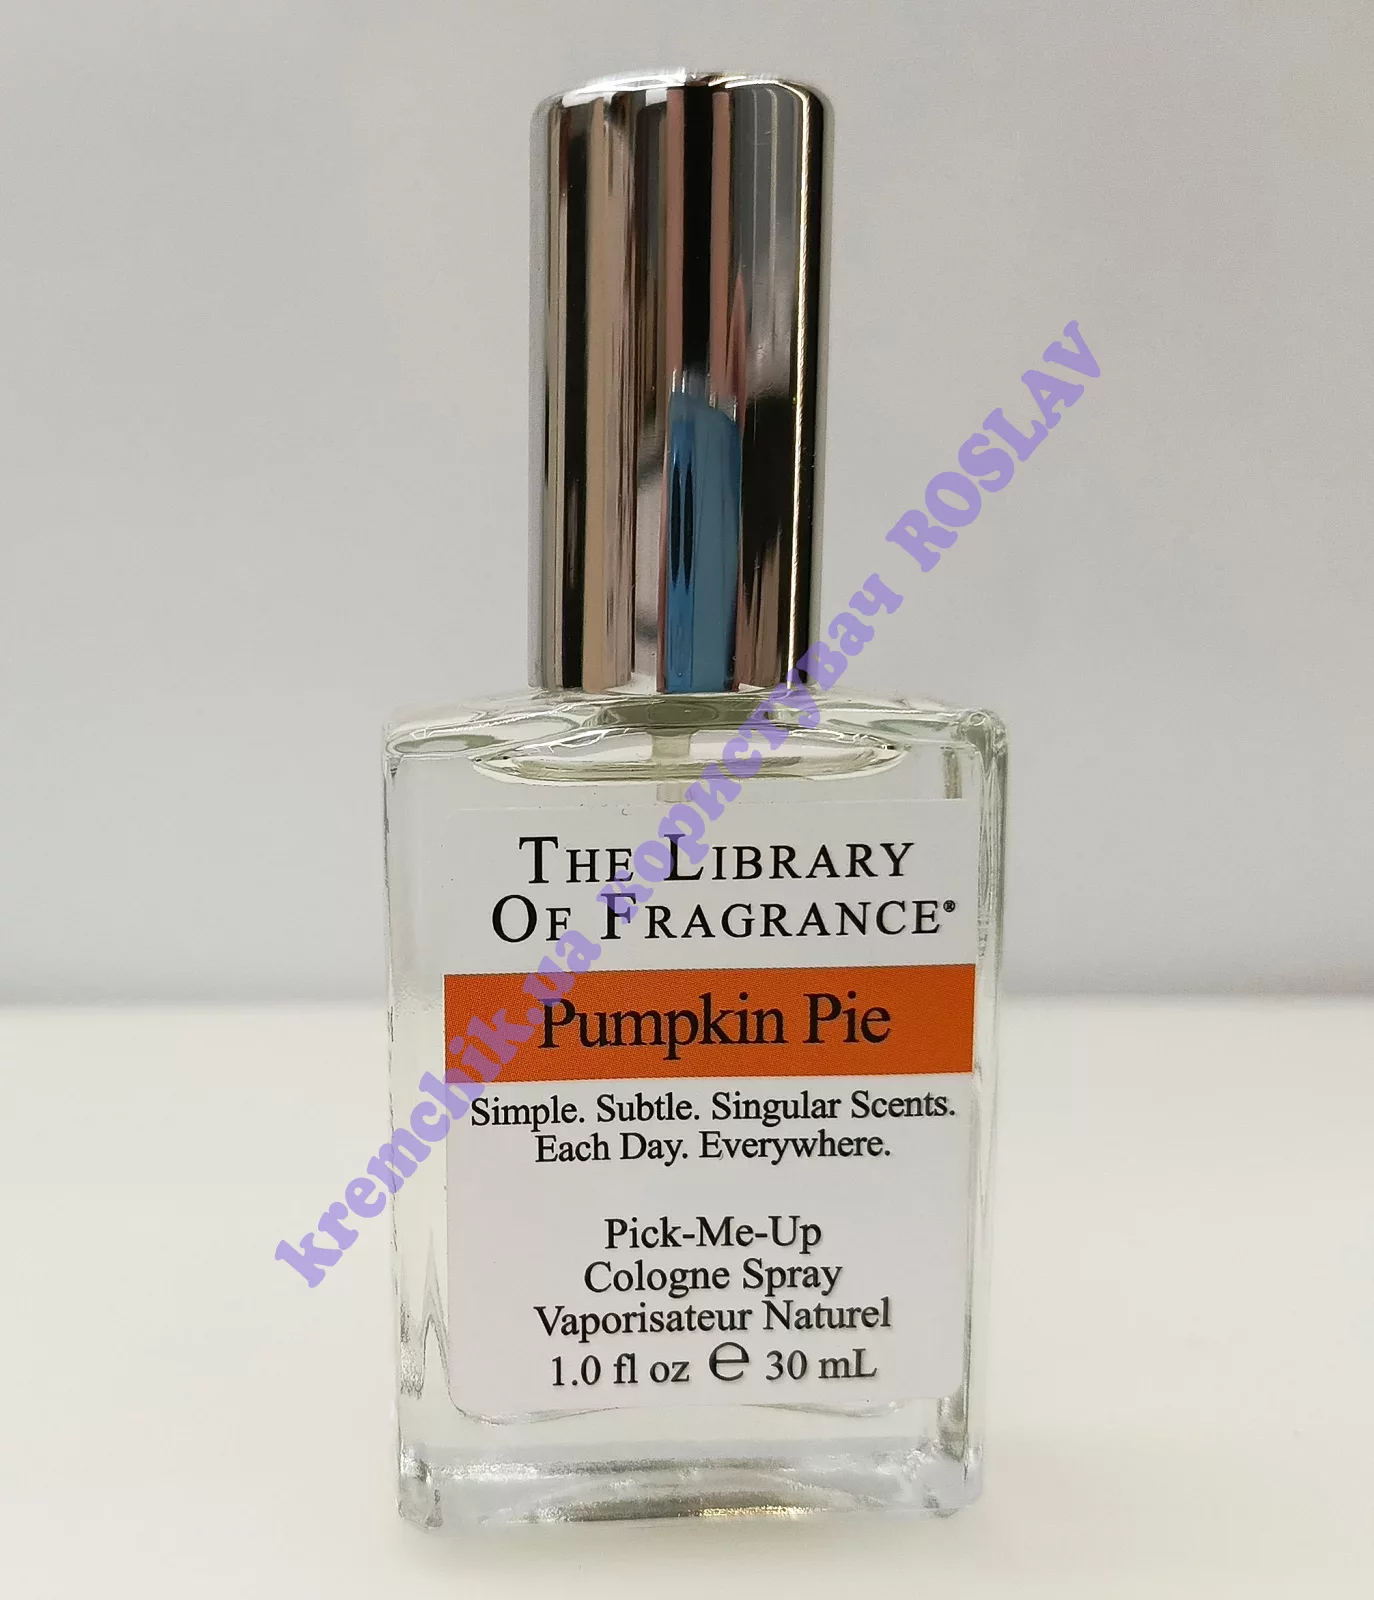 THE LIBRARY
OF FRAGRANCE®
Pumpkin Pie
Simple. Subtle. Singular Scents.
Each Day. Everywhere.
Pick-Me-Up
Cologne Spray
Vaporisateur Naturel
1.0 fl oz ℮ 30 mL
kremchik.ua користувач ROSLAV